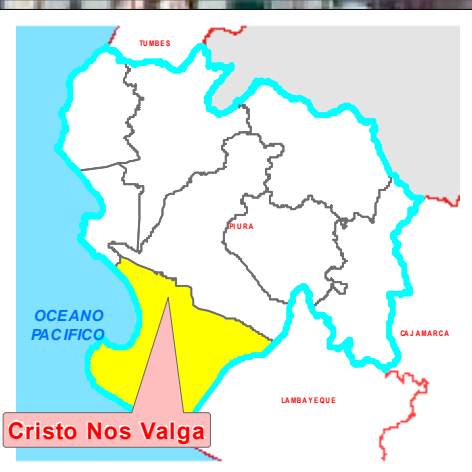 TUMBES
PIURA
OCEANO
PACIFICO
CAJAMARCA
LAMBAYEQUE
Cristo Nos Valga